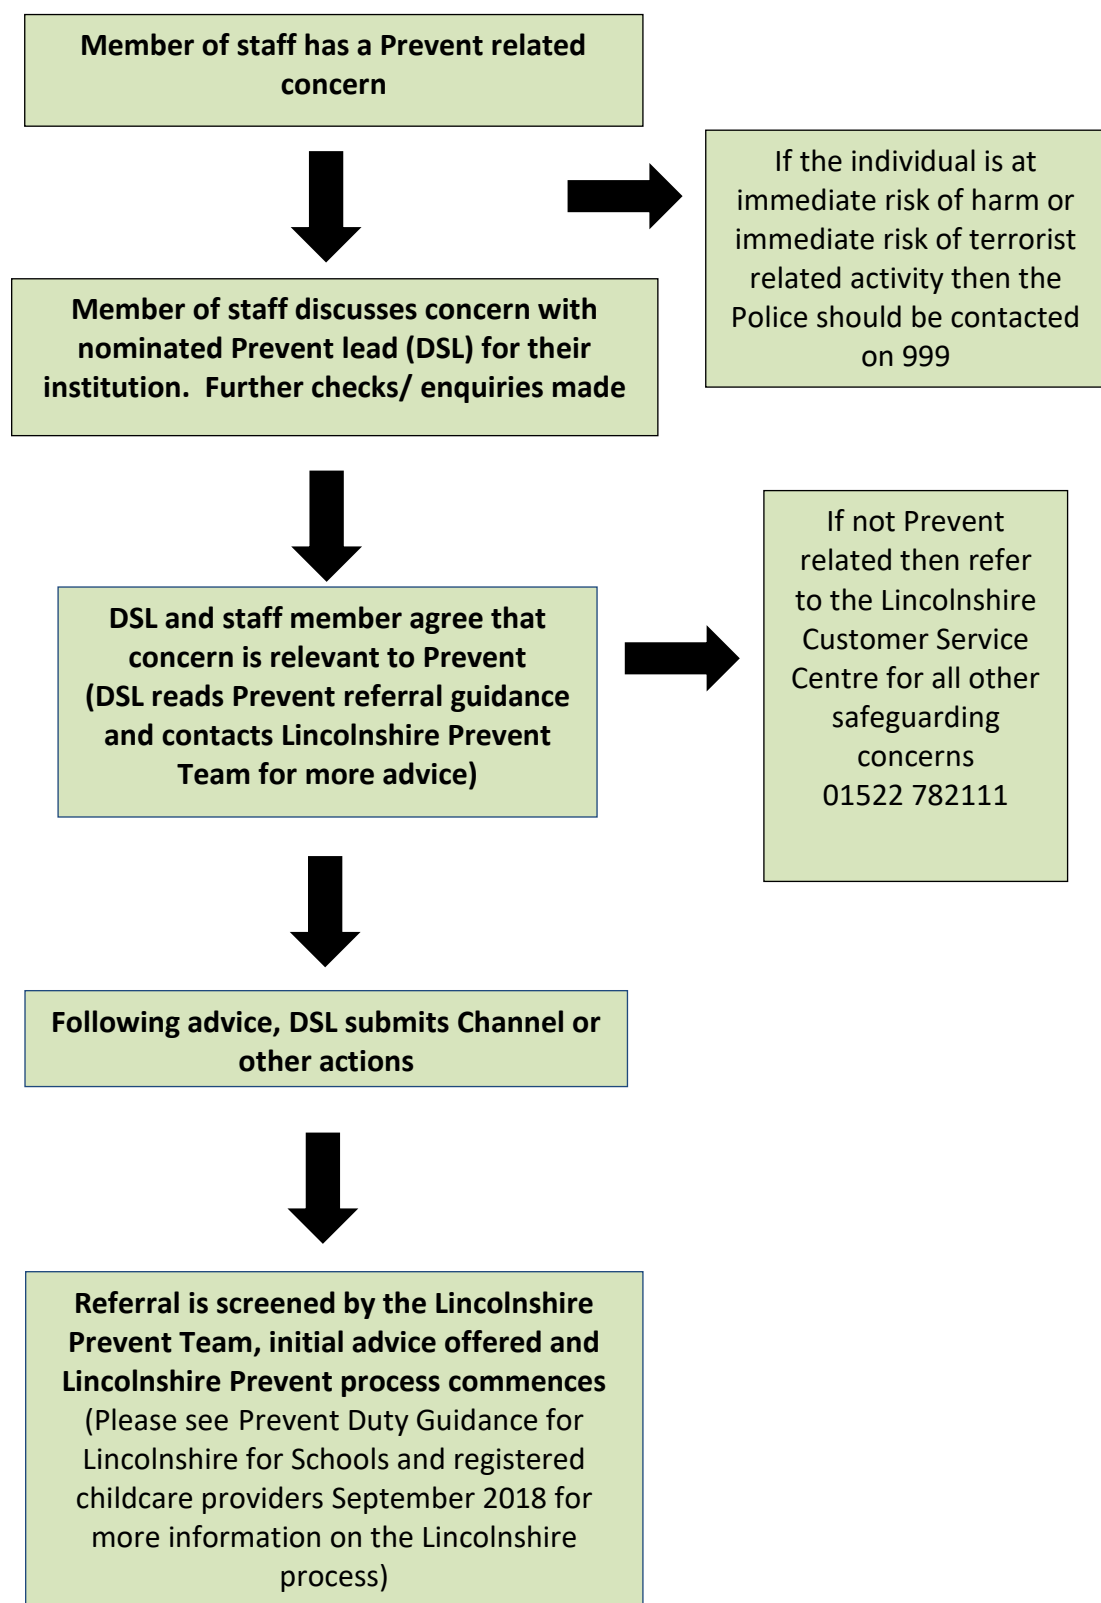 Member of staff has a Prevent related
concern
If the individual is at
immediate risk of harm or
immediate risk of terrorist
related activity then the
Police should be contacted
on 999
Member of staff discusses concern with
nominated Prevent lead (DSL) for their
institution.  Further checks/ enquiries made
DSL and staff member agree that
concern is relevant to Prevent
(DSL reads Prevent referral guidance
and contacts Lincolnshire Prevent
Team for more advice)
If not Prevent
related then refer
to the Lincolnshire
Customer Service
Centre for all other
safeguarding
concerns
01522 782111
Following advice, DSL submits Channel or
other actions
Referral is screened by the Lincolnshire
Prevent Team, initial advice offered and
Lincolnshire Prevent process commences
(Please see Prevent Duty Guidance for
Lincolnshire for Schools and registered
childcare providers September 2018 for
more information on the Lincolnshire
process)